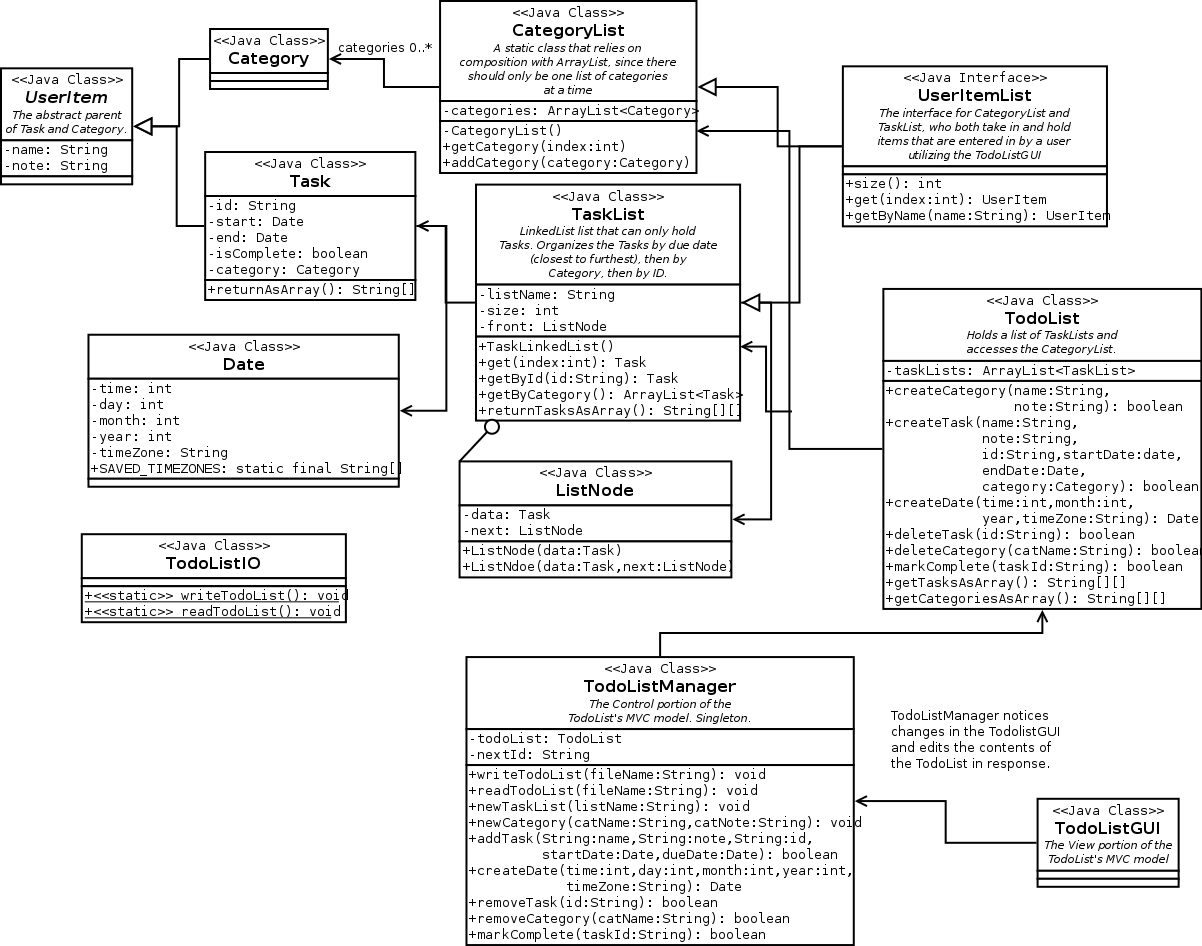 <<Java Class>>
UserItem
The abstract parent
of Task and Category.
-name: String
-note: String
<<Java Class>>
Category
categories 0..*
<<Java Class>>
CategoryList
A static class that relies on
composition with ArrayList, since there
should only be one list of categories
at a time
-categories: ArrayList<Category>
-CategoryList()
+getCategory(index:int)
+addCategory(category:Category)
<<Java Interface>>
UserItemList
The interface for CategoryList and
TaskList, who both take in and hold
items that are entered in by a user
utilizing the TodoListGUI
+size(): int
+get(index:int): UserItem
+getByName(name:String): UserItem
<<Java Class>>
Task
-id: String
-start: Date
-end: Date
-isComplete: boolean
-category: Category
+returnAsArray(): String[]
<<Java Class>>
TaskList
LinkedList list that can only hold
Tasks. Organizes the Tasks by due date
(closest to furthest), then by
Category, then by ID.
-listName: String
-size: int
-front: ListNode
+TaskLinkedList()
+get(index:int): Task
+getById(id:String): Task
+getByCategory(): ArrayList<Task>
+returnTasksAsArray(): String[][]
<<Java Class>>
TodoList
Holds a list of TaskLists and
accesses the CategoryList.
-taskLists: ArrayList<TaskList>
+createCategory(name:String,
note:String): boolean
+createTask(name:String,
note:String,
id:String,startDate:date,
endDate:Date,
category:Category): boolean
+createDate(time:int,month:int,
year,timeZone:String): Date
+deleteTask(id:String): boolean
+deleteCategory(catName:String): boolean
+markComplete(taskId:String): boolean
+getTasksAsArray(): String[][]
+getCategoriesAsArray(): String[][]
<<Java Class>>
Date
-time: int
-day: int
-month: int
-year: int
-timeZone: String
+SAVED_TIMEZONES: static final String[]
<<Java Class>>
ListNode
-data: Task
-next: ListNode
+ListNode(data:Task)
+ListNdoe(data:Task,next:ListNode)
<<Java Class>>
TodoListIO
+<<static>> writeTodoList(): void
+<<static>> readTodoList(): void
<<Java Class>>
TodoListManager
The Control portion of the
TodoList's MVC model. Singleton.
-todoList: TodoList
-nextId: String
+writeTodoList(fileName:String): void
+readTodoList(fileName:String): void
+newTaskList(listName:String): void
+newCategory(catName:String,catNote:String): void
+addTask(String:name,String:note,String:id,
startDate:Date,dueDate:Date): boolean
+createDate(time:int,day:int,month:int,year:int,
timeZone:String): Date
+removeTask(id:String): boolean
+removeCategory(catName:String): boolean
+markComplete(taskId:String): boolean
TodoListManager notices
changes in the TodolistGUI
and edits the contents of
the TodoList in response.
<<Java Class>>
TodoListGUI
The View portion of the
TodoList's MVC model